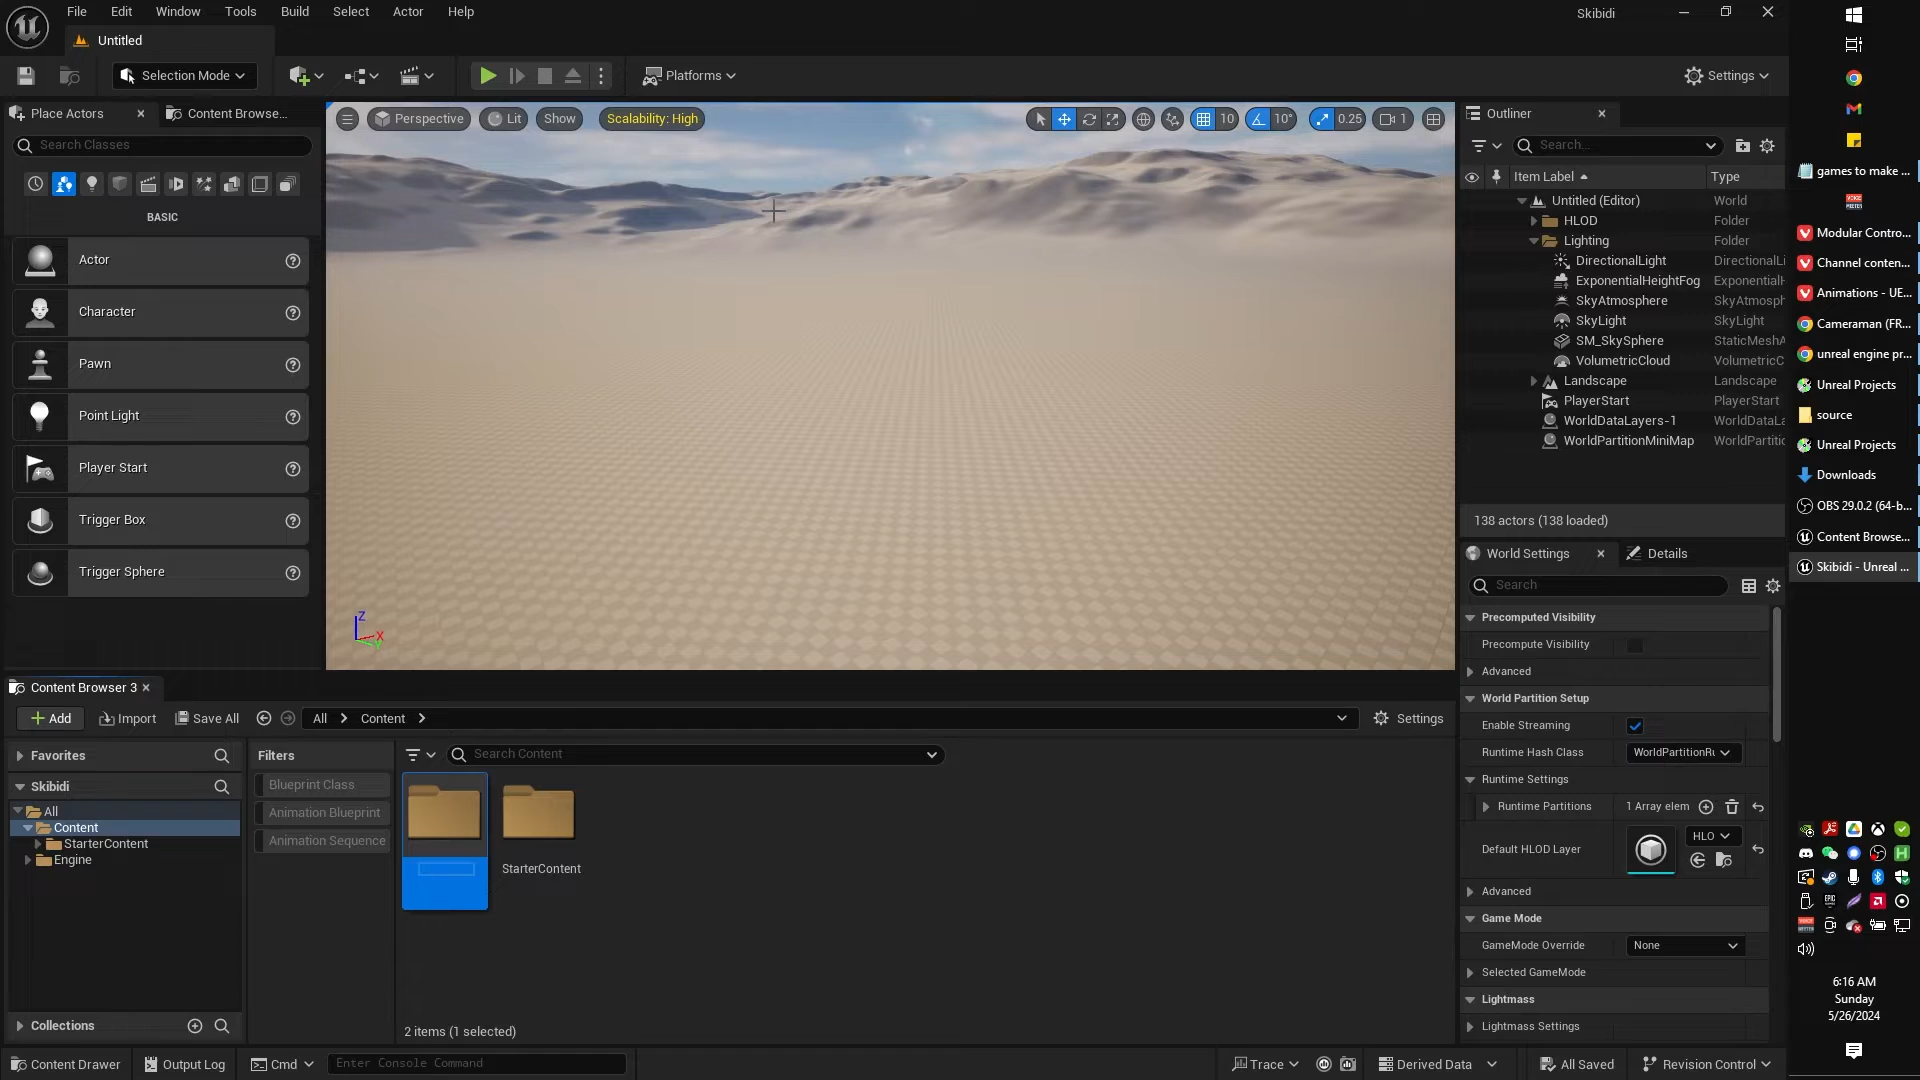 File Edit Window Tools Build Select Actor Help
Skibidi
Untitled
Selection Mode
Platforms
Settings
Place Actors
Content Browse...
Search Classes
BASIC
Actor
Character
Pawn
Point Light
Player Start
Trigger Box
Trigger Sphere
Perspective
Lit
Show
Scalability: High
10
10°
0.25
1
Z
X
Outliner
Search...
Item Label Type
Untitled (Editor) World
HLOD Folder
Lighting Folder
DirectionalLight DirectionalLi
ExponentialHeightFog ExponentialH
SkyAtmosphere SkyAtmosph
SkyLight SkyLight
SM_SkySphere StaticMeshA
VolumetricCloud VolumetricC
Landscape Landscape
PlayerStart PlayerStart
WorldDataLayers-1 WorldDataLa
WorldPartitionMiniMap WorldPartitio
138 actors (138 loaded)
World Settings
Details
Search
Precomputed Visibility
Precompute Visibility
Advanced
World Partition Setup
Enable Streaming
Runtime Hash Class WorldPartitionRu
Runtime Settings
Runtime Partitions 1 Array elem
Default HLOD Layer HLO
Advanced
Game Mode
GameMode Override None
Selected GameMode
Lightmass
Lightmass Settings
Content Browser 3
Add
Import
Save All
All
Content
Settings
Favorites
Filters
Search Content
Skibidi
Blueprint Class
Animation Blueprint
Animation Sequence
All
Content
StarterContent
Engine
StarterContent
Collections
2 items (1 selected)
Content Drawer
Output Log
Cmd
Enter Console Command
Trace
Derived Data
All Saved
Revision Control
games to make ...
Modular Contro...
Channel conten...
Animations - UE...
Cameraman (FR...
unreal engine pr...
Unreal Projects
source
Unreal Projects
Downloads
OBS 29.0.2 (64-b...
Content Browse...
Skibidi - Unreal ...
6:16 AM
Sunday
5/26/2024